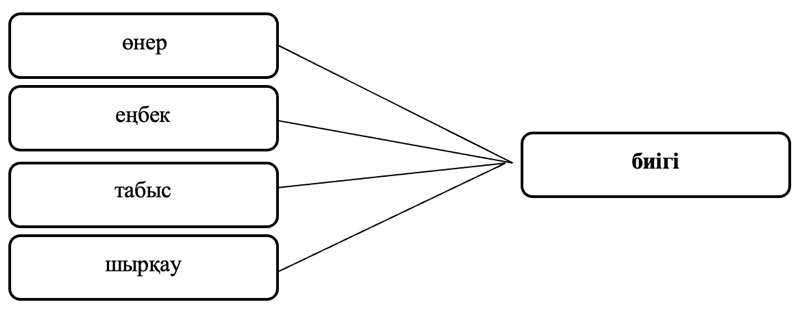 өнер
еңбек
табыс
шырқау
биігі